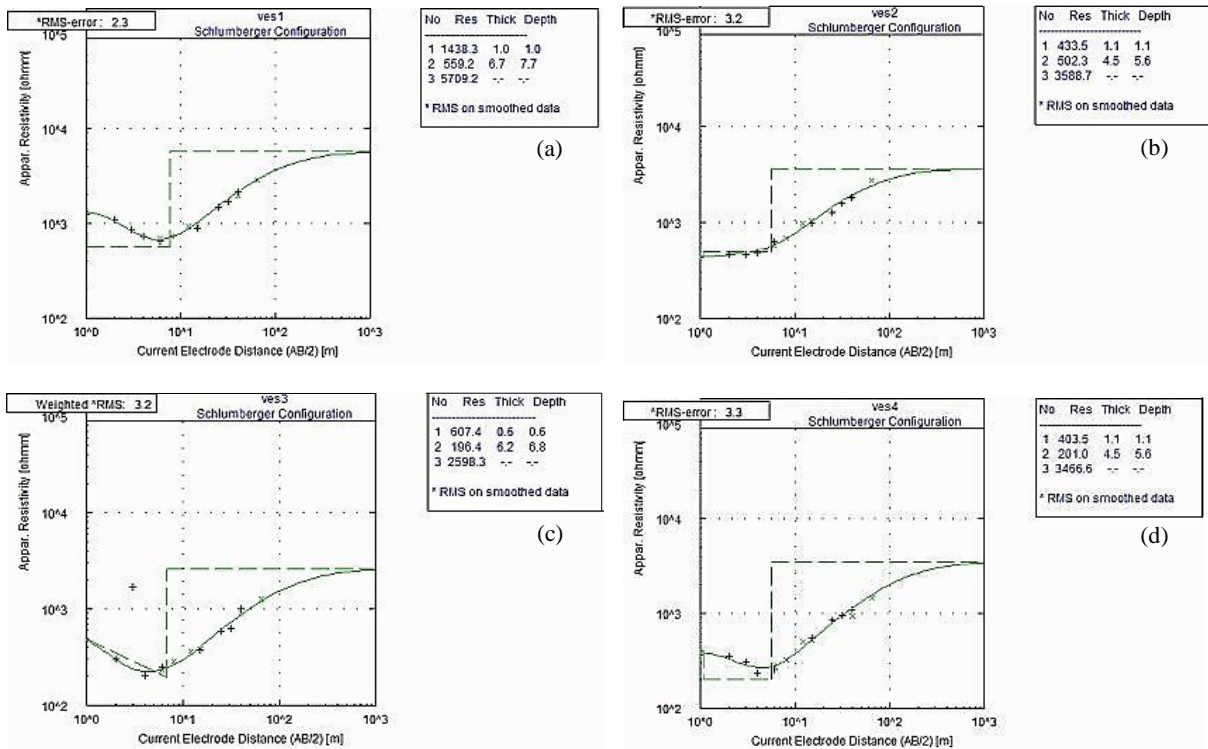 *RMS-error: 2.3
ves1
Schlumberger Configuration
Appar. Resistivity [ohmm]
10^5
10^4
10^3
10^2
10^0 10^1 10^2 10^3
Current Electrode Distance (AB/2) [m]
No Res Thick Depth
1 1438.3 1.0 1.0
2 559.2 6.7 7.7
3 5709.2 -.- -.-
* RMS on smoothed data
(a)
*RMS-error: 3.2
ves2
Schlumberger Configuration
Appar. Resistivity [ohmm]
10^5
10^4
10^3
10^2
10^0 10^1 10^2 10^3
Current Electrode Distance (AB/2) [m]
No Res Thick Depth
1 433.5 1.1 1.1
2 502.3 4.5 5.6
3 3588.7 -.- -.-
* RMS on smoothed data
(b)
Weighted *RMS: 3.2
ves3
Schlumberger Configuration
Appar. Resistivity [ohmm]
10^5
10^4
10^3
10^2
10^0 10^1 10^2 10^3
Current Electrode Distance (AB/2) [m]
No Res Thick Depth
1 607.4 0.6 0.6
2 196.4 6.2 6.8
3 2598.3 -.- -.-
* RMS on smoothed data
(c)
*RMS-error: 3.3
ves4
Schlumberger Configuration
Appar. Resistivity [ohmm]
10^5
10^4
10^3
10^2
10^0 10^1 10^2 10^3
Current Electrode Distance (AB/2) [m]
No Res Thick Depth
1 403.5 1.1 1.1
2 201.0 4.5 5.6
3 3466.6 -.- -.-
* RMS on smoothed data
(d)